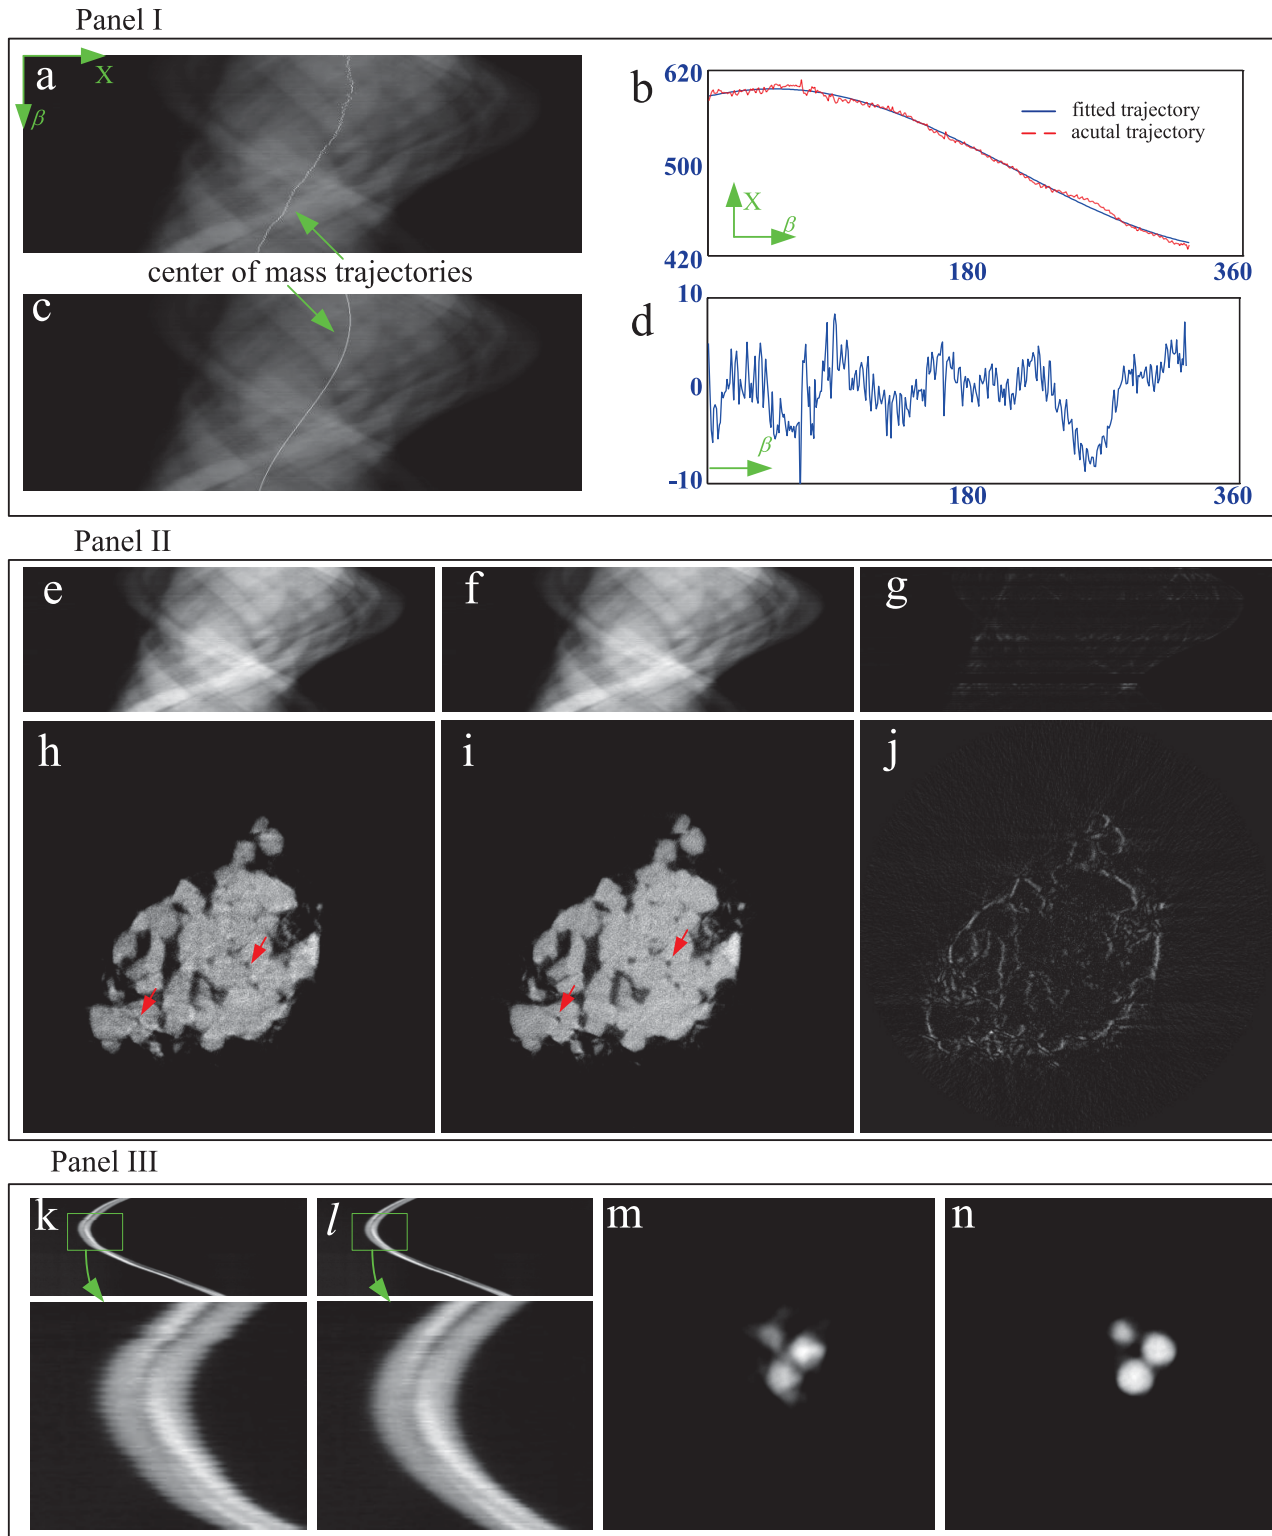 Panel I
a
X
β
center of mass trajectories
c
b
620
500
420
fitted trajectory
acutal trajectory
X
β
180
360
d
10
0
-10
β
180
360
Panel II
e
f
g
h
i
j
Panel III
k
l
m
n